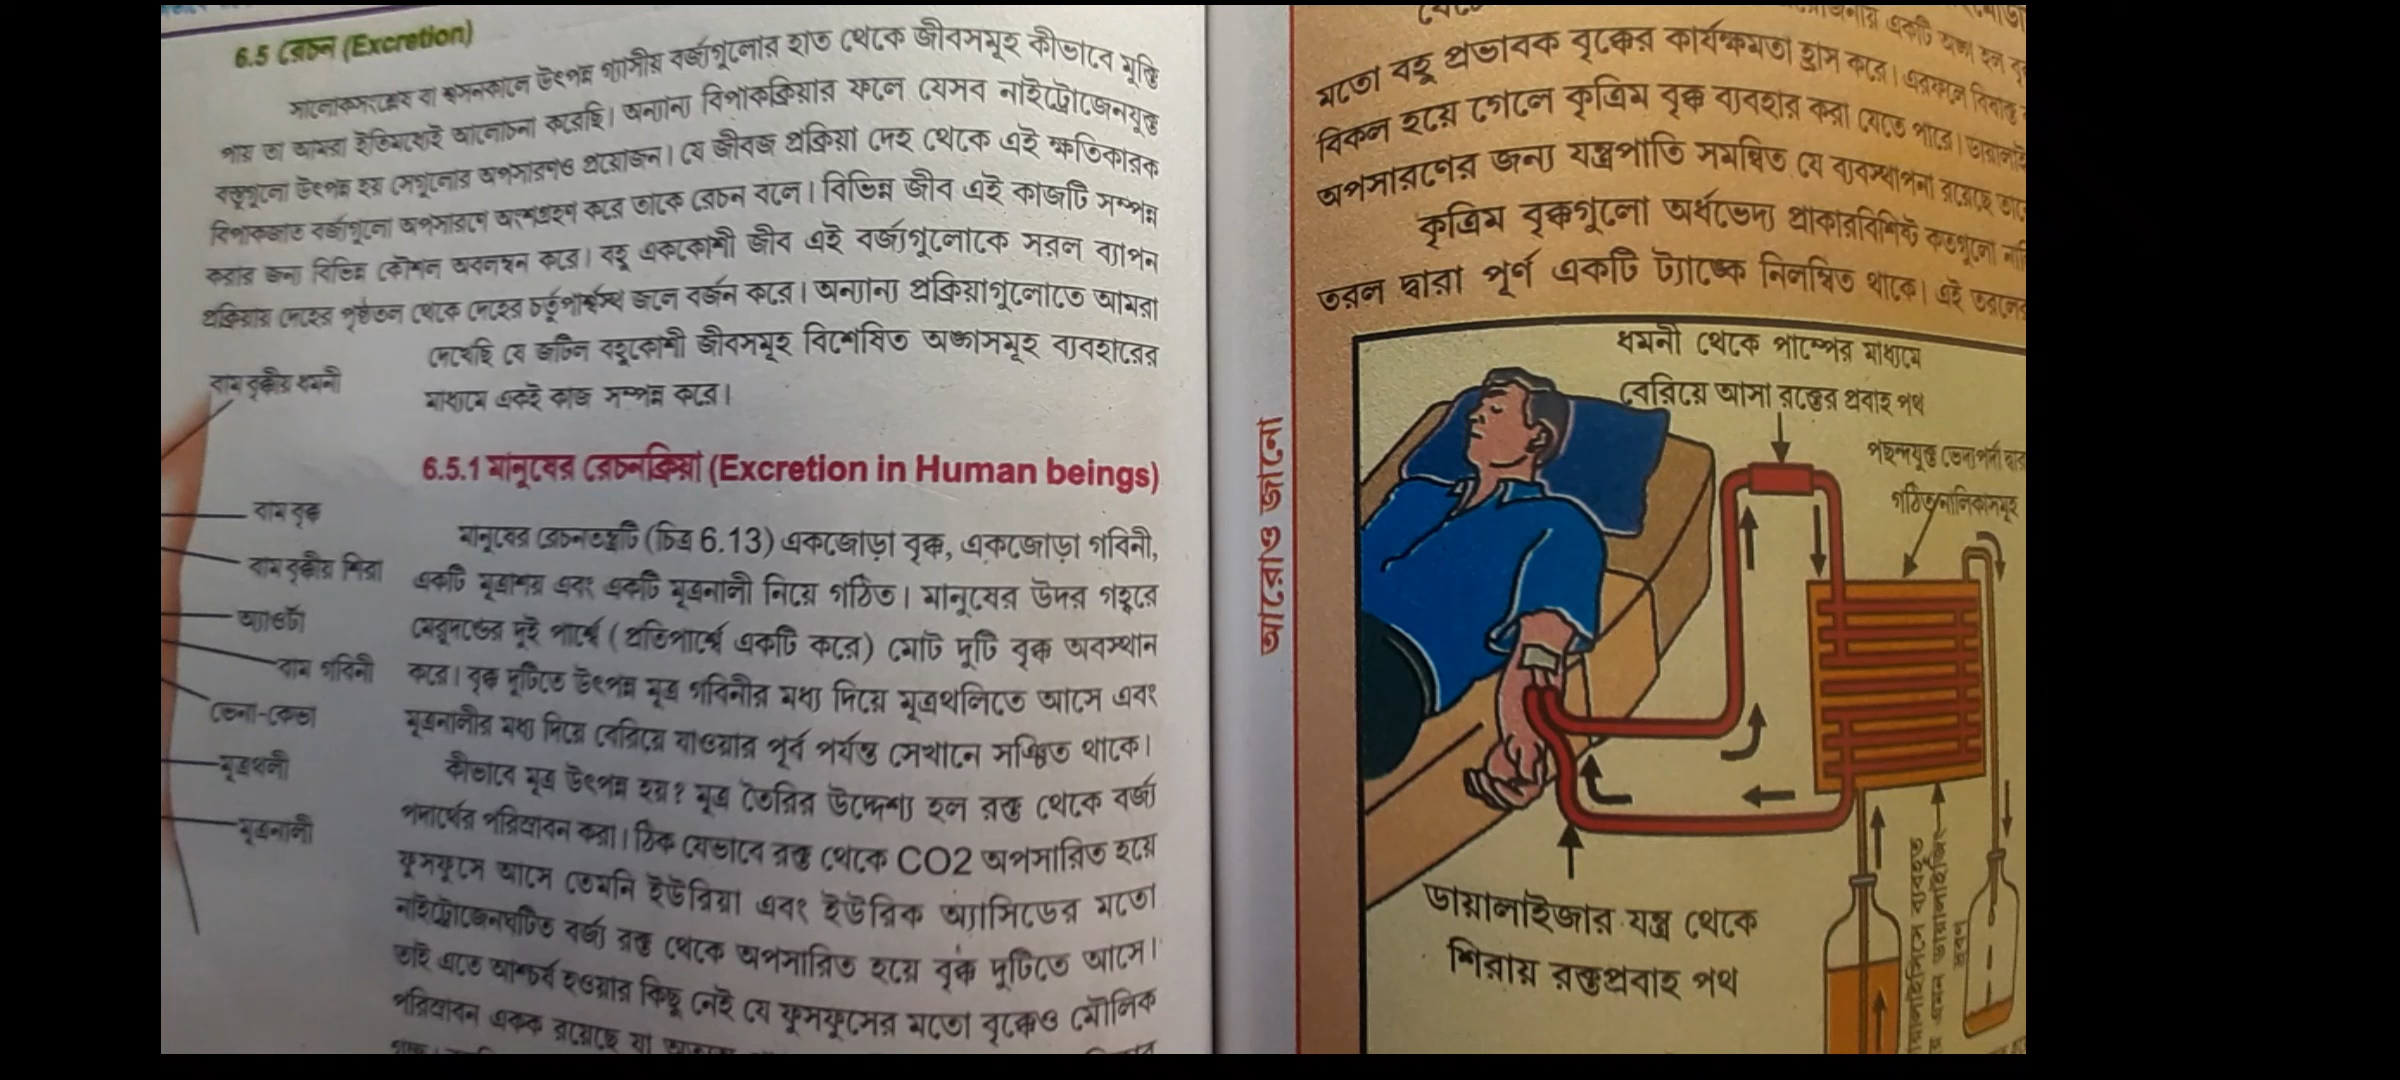 6.5 রেচন (Excretion)
সালোকসংশ্লেষ বা শ্বসনকালে উৎপন্ন গ্যাসীয় বর্জ্যগুলোর হাত থেকে জীবসমূহ কীভাবে মুক্তি
পায় তা আমরা ইতিমধ্যেই আলোচনা করেছি। অন্যান্য বিপাকক্রিয়ার ফলে যেসব নাইট্রোজেনযুক্ত
বস্তুগুলো উৎপন্ন হয় সেগুলোর অপসারণও প্রয়োজন। যে জীবজ প্রক্রিয়া দেহ থেকে এই ক্ষতিকারক
বিপাকজাত বর্জ্যগুলো অপসারণে অংশগ্রহণ করে তাকে রেচন বলে। বিভিন্ন জীব এই কাজটি সম্পন্ন
করার জন্য বিভিন্ন কৌশল অবলম্বন করে। বহু এককোশী জীব এই বর্জ্যগুলোকে সরল ব্যাপন
প্রক্রিয়ায় দেহের পৃষ্ঠতল থেকে দেহের চতুর্পার্শ্বস্থ জলে বর্জন করে। অন্যান্য প্রক্রিয়াগুলোতে আমরা
দেখেছি যে জটিল বহুকোশী জীবসমূহ বিশেষিত অঙ্গসমূহ ব্যবহারের
মাধ্যমে একই কাজ সম্পন্ন করে।
বাম বৃক্কীয় ধমনী
বাম বৃক্ক
বাম বৃক্কীয় শিরা
অ্যাওর্টা
বাম গবিনী
ভেনা-কেভা
মূত্রথলী
মূত্রনালী
6.5.1 মানুষের রেচনক্রিয়া (Excretion in Human beings)
মানুষের রেচনতন্ত্রটি (চিত্র 6.13) একজোড়া বৃক্ক, একজোড়া গবিনী,
একটি মূত্রাশয় এবং একটি মূত্রনালী নিয়ে গঠিত। মানুষের উদর গহ্বরে
মেরুদণ্ডের দুই পার্শ্বে (প্রতিপার্শ্বে একটি করে) মোট দুটি বৃক্ক অবস্থান
করে। বৃক্ক দুটিতে উৎপন্ন মূত্র গবিনীর মধ্য দিয়ে মূত্রথলিতে আসে এবং
মূত্রনালীর মধ্য দিয়ে বেরিয়ে যাওয়ার পূর্ব পর্যন্ত সেখানে সঞ্চিত থাকে।
কীভাবে মূত্র উৎপন্ন হয়? মূত্র তৈরির উদ্দেশ্য হল রক্ত থেকে বর্জ্য
পদার্থের পরিস্রাবন করা। ঠিক যেভাবে রক্ত থেকে CO2 অপসারিত হয়ে
ফুসফুসে আসে তেমনি ইউরিয়া এবং ইউরিক অ্যাসিডের মতো
নাইট্রোজেনঘটিত বর্জ্য রক্ত থেকে অপসারিত হয়ে বৃক্ক দুটিতে আসে।
তাই এতে আশ্চর্য হওয়ার কিছু নেই যে ফুসফুসের মতো বৃক্কেও মৌলিক
পরিস্রাবন একক রয়েছে যা
একটি অঙ্গ হল
মতো বহু প্রভাবক বৃক্কের কার্যক্ষমতা হ্রাস করে। এরফলে বিষাক্ত
বিকল হয়ে গেলে কৃত্রিম বৃক্ক ব্যবহার করা যেতে পারে।
অপসারণের জন্য যন্ত্রপাতি সমন্বিত যে ব্যবস্থাপনা রয়েছে
কৃত্রিম বৃক্কগুলো অর্ধভেদ্য প্রাকারবিশিষ্ট কতগুলো
তরল দ্বারা পূর্ণ একটি ট্যাঙ্কে নিলম্বিত থাকে। এই তরলের
আরোও জানো
ধমনী থেকে পাম্পের মাধ্যমে
বেরিয়ে আসা রক্তের প্রবাহ পথ
পছন্দযুক্ত ভেদ্যপর্দা দ্বারা
গঠিত নালিকাসমূহ
ডায়ালাইজার যন্ত্র থেকে
শিরায় রক্তপ্রবাহ পথ
ব্যবহৃত
এমন
দ্রবণ